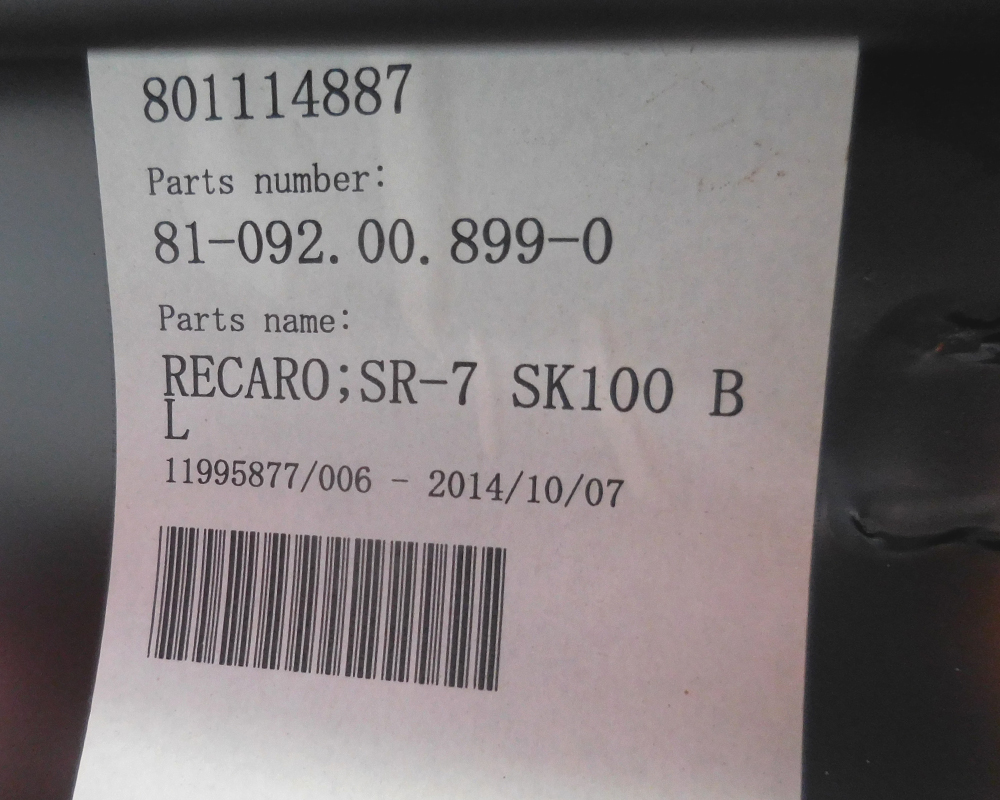 801114887
Parts number:
81-092.00.899-0
Parts name:
RECARO;SR-7 SK100 B
L
11995877/006 - 2014/10/07